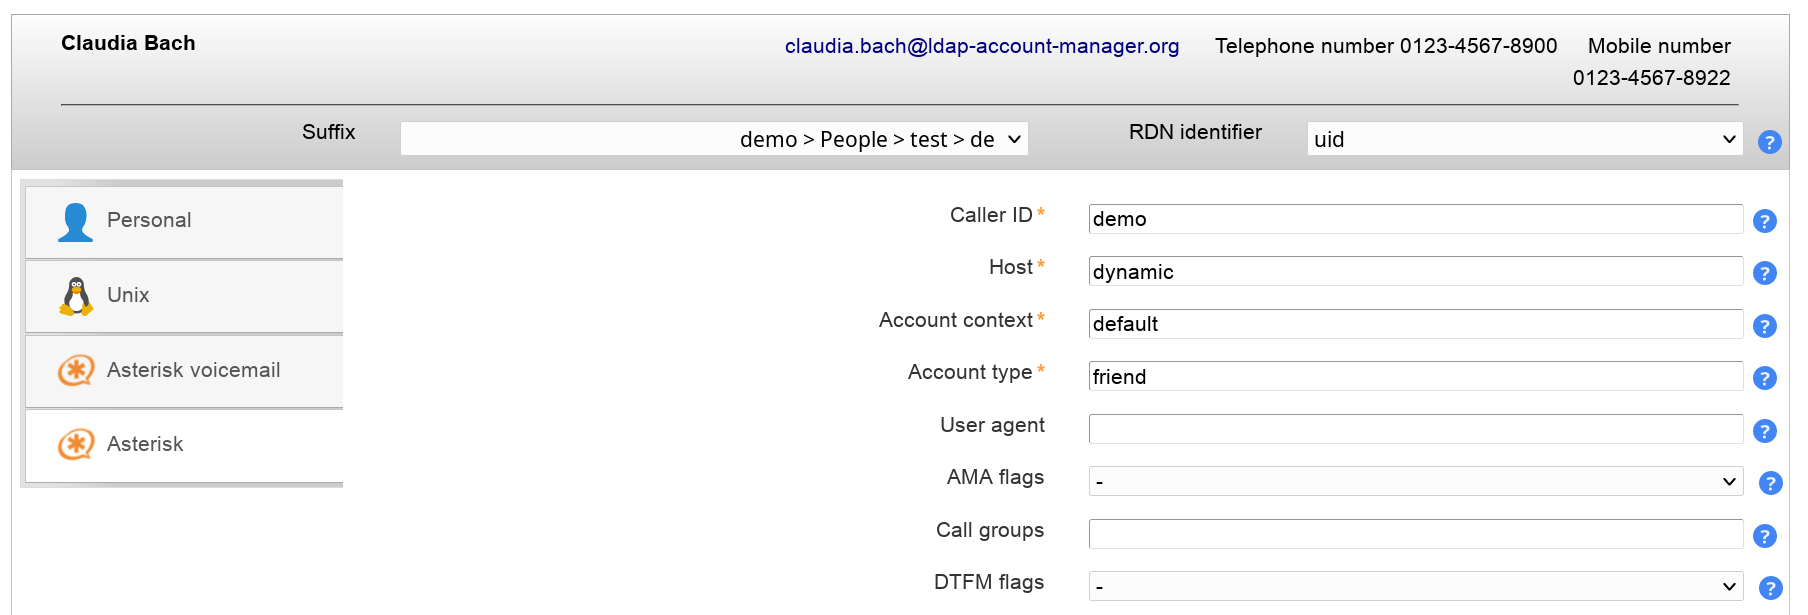 Claudia Bach
claudia.bach@ldap-account-manager.org Telephone number 0123-4567-8900 Mobile number
0123-4567-8922
Suffix demo > People > test > de RDN identifier uid
Personal
Unix
Asterisk voicemail
Asterisk
Caller ID* demo
Host* dynamic
Account context* default
Account type* friend
User agent
AMA flags -
Call groups
DTFM flags -